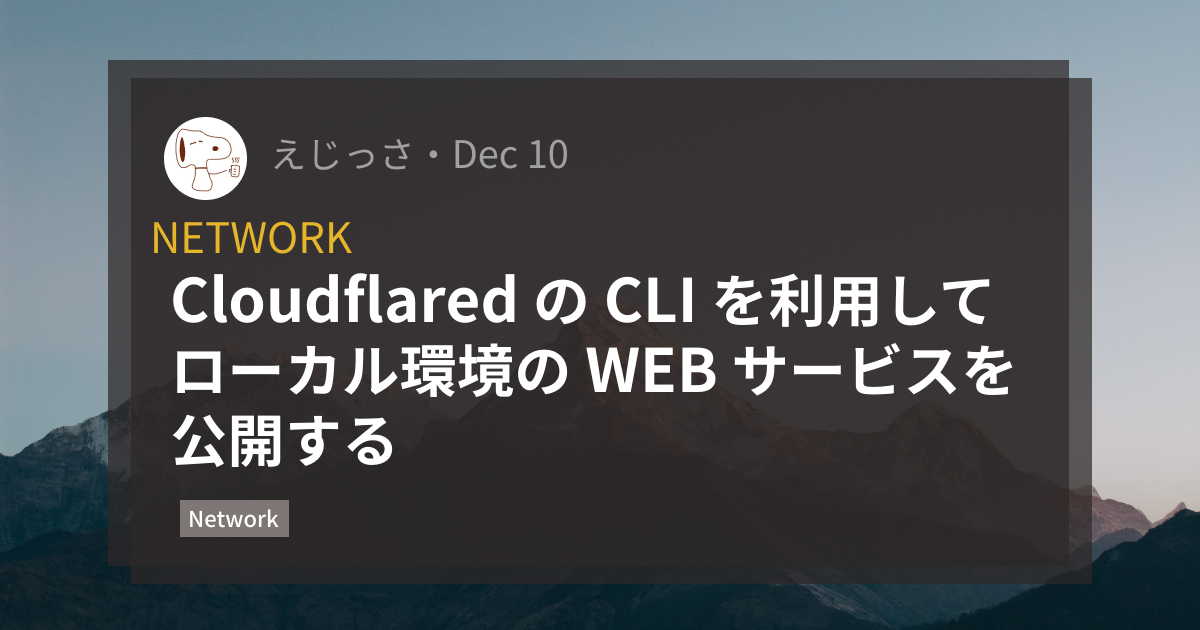 えじっさ・Dec 10
NETWORK
Cloudflared の CLI を利用して
ローカル環境の WEB サービスを
公開する
Network